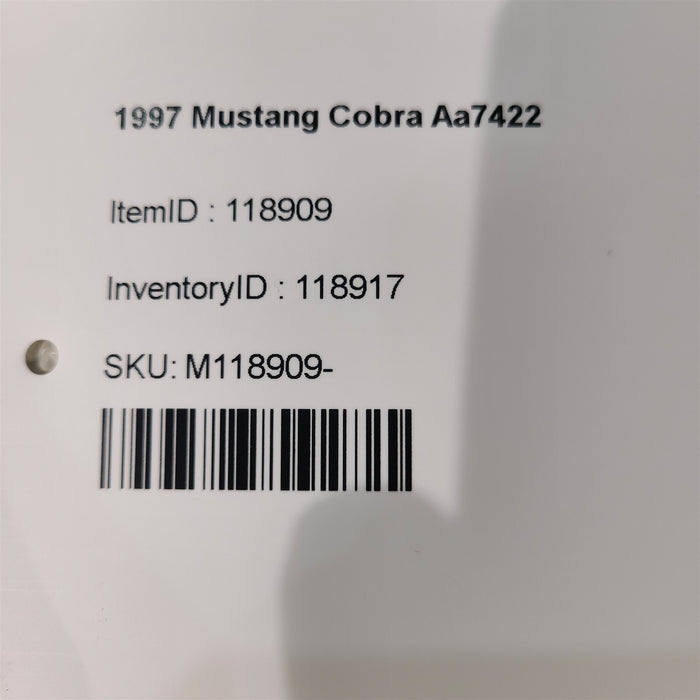 1997 Mustang Cobra Aa7422
ItemID : 118909
InventoryID : 118917
SKU: M118909-